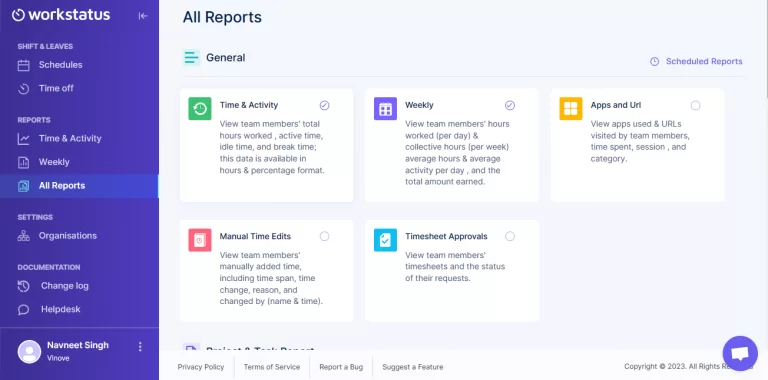 workstatus
SHIFT & LEAVES
Schedules
Time off
REPORTS
Time & Activity
Weekly
All Reports
SETTINGS
Organisations
DOCUMENTATION
Change log
Helpdesk
Navneet Singh
Vinove
All Reports
General
Scheduled Reports
Time & Activity
View team members' total
hours worked , active time,
idle time, and break time;
this data is available in
hours & percentage format.
Weekly
View team members' hours
worked (per day) &
collective hours (per week)
average hours & average
activity per day , and the
total amount earned.
Apps and Url
View apps used & URLs
visited by team members,
time spent, session , and
category.
Manual Time Edits
View team members'
manually added time,
including time span, time
change, reason, and
changed by (name & time).
Timesheet Approvals
View team members'
timesheets and the status
of their requests.
Project & Task Report
Privacy Policy
Terms of Service
Report a Bug
Suggest a Feature
Copyright © 2023. All Rights